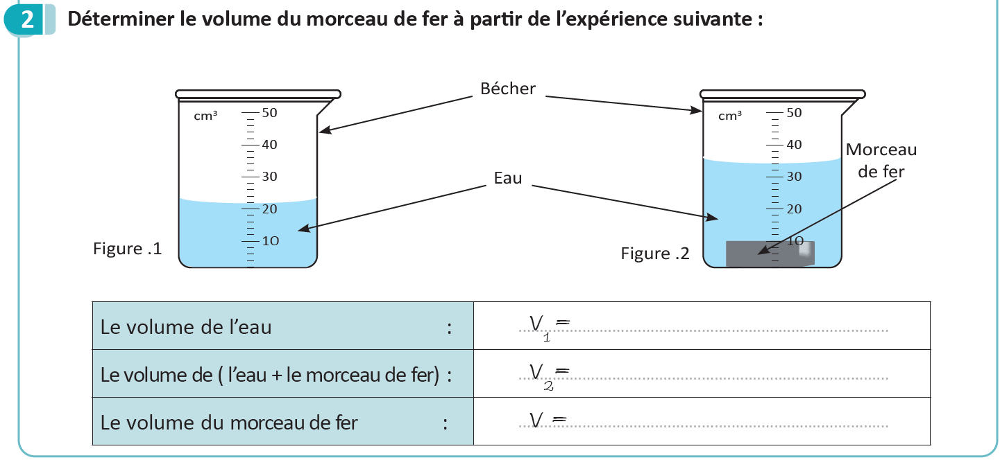 2 Déterminer le volume du morceau de fer à partir de l'expérience suivante :
Bécher
cm³ 50
40
30
20
10
Figure .1
Eau
cm³ 50
40
30
20
10
Figure .2
Morceau
de fer
Le volume de l'eau : V1=
Le volume de ( l'eau + le morceau de fer) : V2=
Le volume du morceau de fer : V =